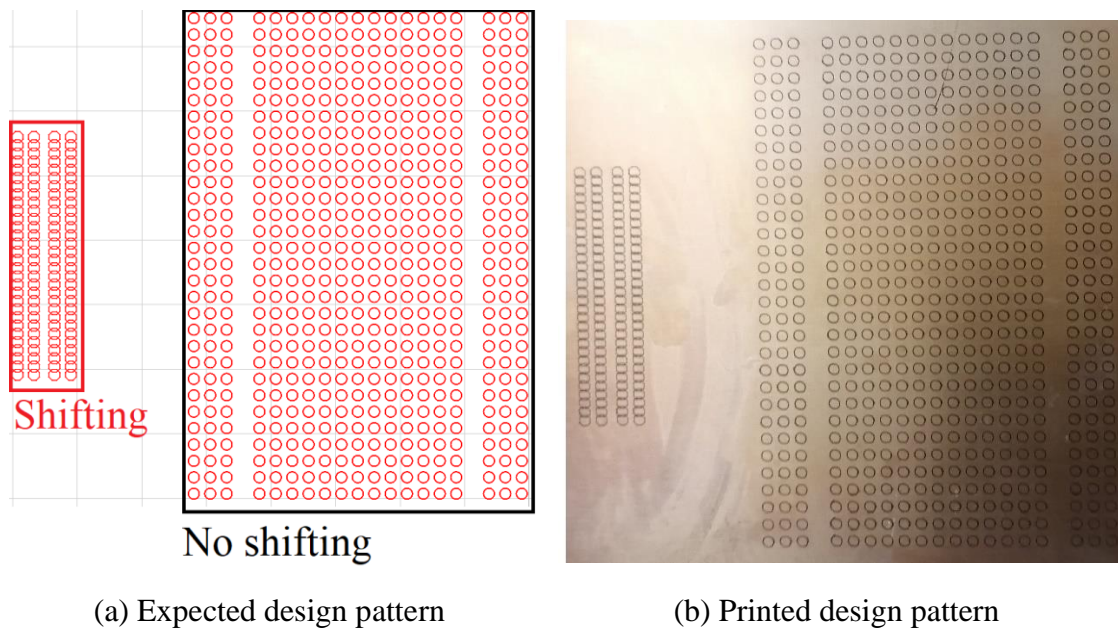 Shifting
No shifting
(a) Expected design pattern
(b) Printed design pattern